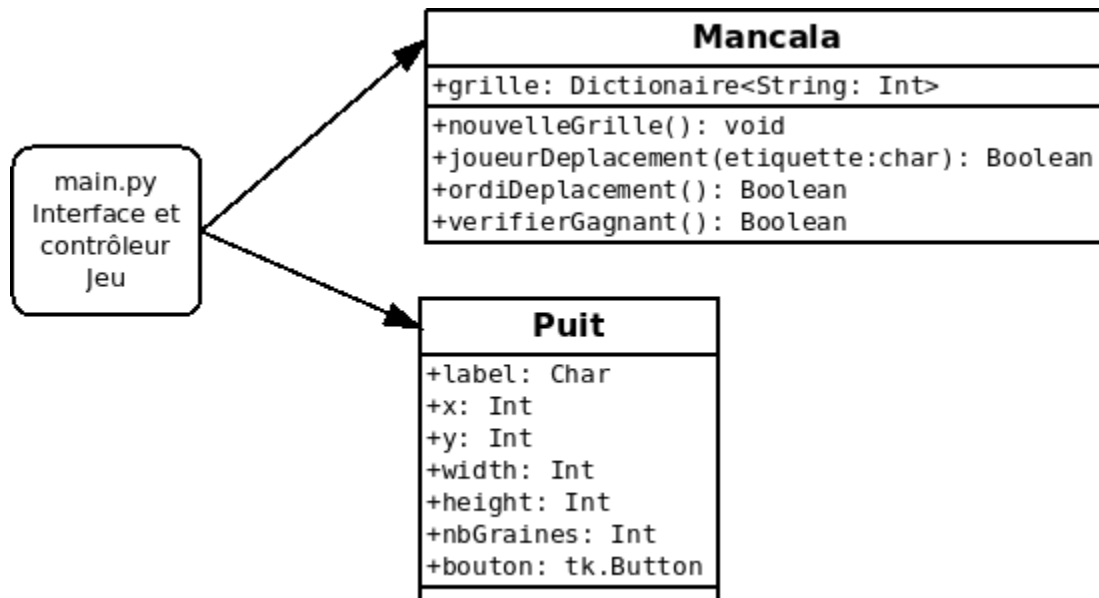 main.py
Interface et
contrôleur
Jeu
Mancala
+grille: Dictionaire<String: Int>
+nouvelleGrille(): void
+joueurDeplacement(etiquette:char): Boolean
+ordiDeplacement(): Boolean
+verifierGagnant(): Boolean
Puit
+label: Char
+x: Int
+y: Int
+width: Int
+height: Int
+nbGraines: Int
+bouton: tk.Button